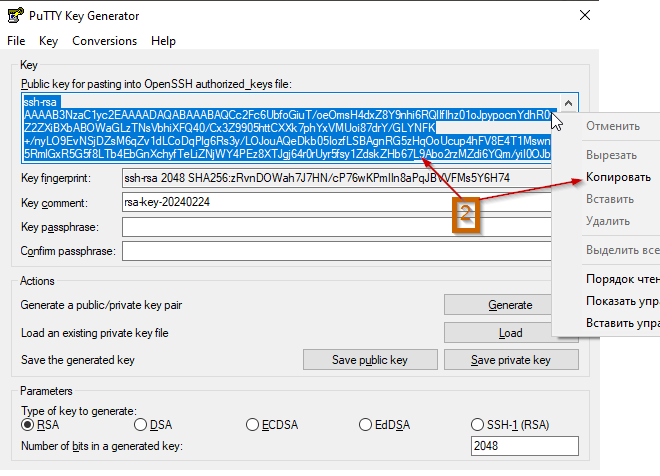 PuTTY Key Generator
File Key Conversions Help
Key
Public key for pasting into OpenSSH authorized_keys file:
ssh-rsa
AAAAB3NzaC1yc2EAAAADAQABAAABAQCc2Fc6UbfoGiuT/oeOmsH4dxZ8Y9nhi6RQIlfIhz01oJpypocnYdhR0
Z2ZXiBXbABOWaGLzTNsVbhiXFQ40/Cx3Z9905httCXXk7phYxVMUoi87drY/GLYNFK
+/nyLO9EvNSjDZsM6qZv1dLCoDqPlg6Rs3y/LOJouAQeDkb05IozfLSBAgnRG5zHqOoUcup4hFV8E4T1Mswn
5RmlGxR5G5f8LTb4EbGnXchyfTeLiZNjWY4PEz8XTJgj64r0rUyr5fsy1ZdskZHb67L9Abo2rzMZdi6YQm/yiI0OJb
Отменить
Вырезать
Копировать
Вставить
Удалить
Выделить все
Порядок чтен
Показать упра
Вставить упра
2
Key fingerprint: ssh-rsa 2048 SHA256:zRvnDOWah7J7HN/cP76wKPmIln8aPqJBVVFMs5Y6H74
Key comment: rsa-key-20240224
Key passphrase:
Confirm passphrase:
Actions
Generate a public/private key pair Generate
Load an existing private key file Load
Save the generated key Save public key Save private key
Parameters
Type of key to generate:
RSA DSA ECDSA EdDSA SSH-1 (RSA)
Number of bits in a generated key: 2048